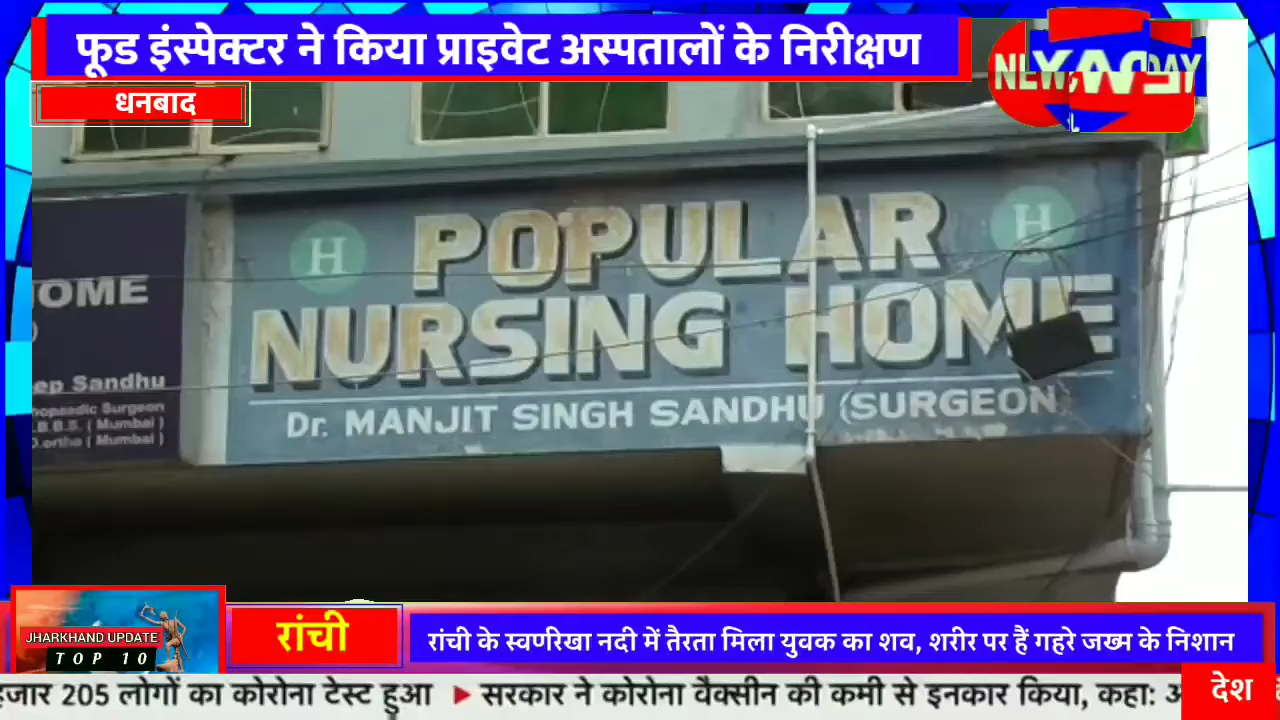 फूड इंस्पेक्टर ने किया प्राइवेट अस्पतालों के निरीक्षण
धनबाद
POPULAR
NURSING HOME
Dr. MANJIT SINGH SANDHU (SURGEON)
H
H
OME
ep Sandhu
hopaedic Surgeon
.B.B.S. ( Mumbai )
D.ortho ( Mumbai )
JHARKHAND UPDATE
TOP 10
रांची
रांची के स्वर्णरेखा नदी में तैरता मिला युवक का शव, शरीर पर हैं गहरे जख्म के निशान
हजार 205 लोगों का कोरोना टेस्ट हुआ ▶ सरकार ने कोरोना वैक्सीन की कमी से इनकार किया, कहा:
देश